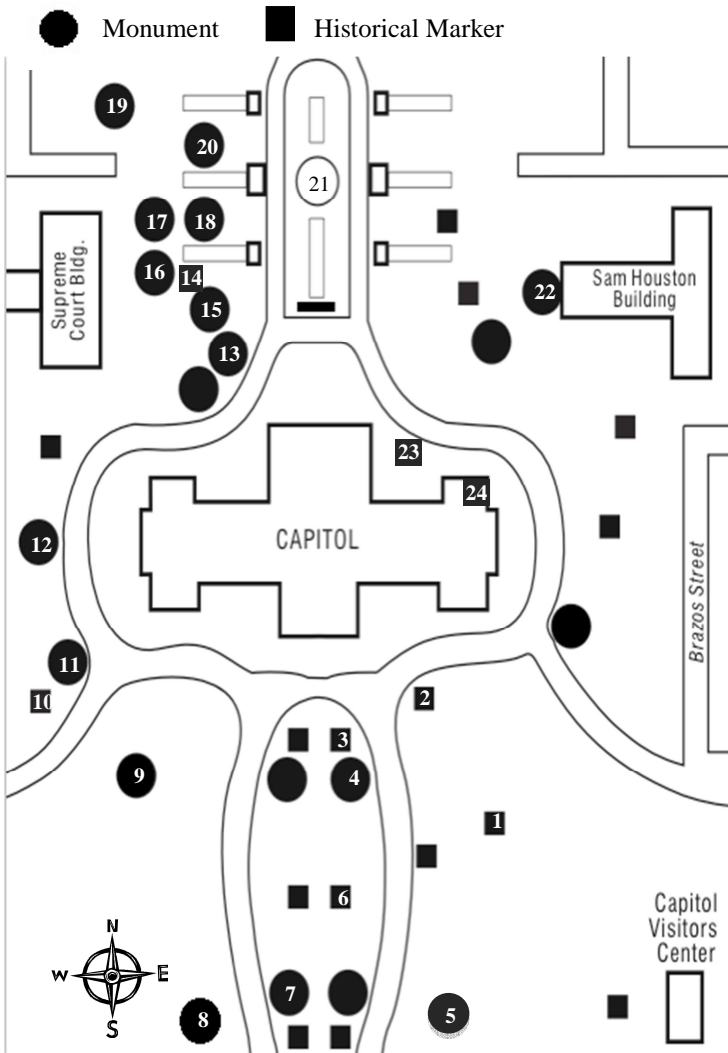 Monument Historical Marker
19
20
21
17 18
16 14
Supreme
Court Bldg.
15
13
22
Sam Houston
Building
23
24
CAPITOL
12
Brazos Street
11
10
2
3
9
4
1
6
Capitol
Visitors
Center
N
W E
S
7
8
5